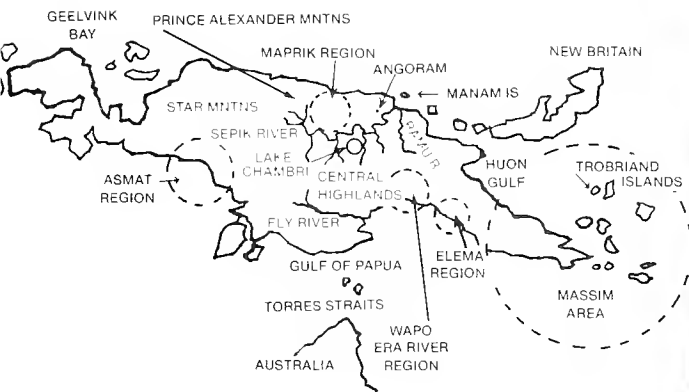 GEELVINK
BAY
PRINCE ALEXANDER MNTNS
MAPRIK REGION
ANGORAM
NEW BRITAIN
MANAM IS
STAR MNTNS
SEPIK RIVER
RAMU R
LAKE
CHAMBRI
CENTRAL
HIGHLANDS
HUON
GULF
TROBRIAND
ISLANDS
ASMAT
REGION
FLY RIVER
GULF OF PAPUA
ELEMA
REGION
TORRES STRAITS
MASSIM
AREA
WAPO
ERA RIVER
REGION
AUSTRALIA